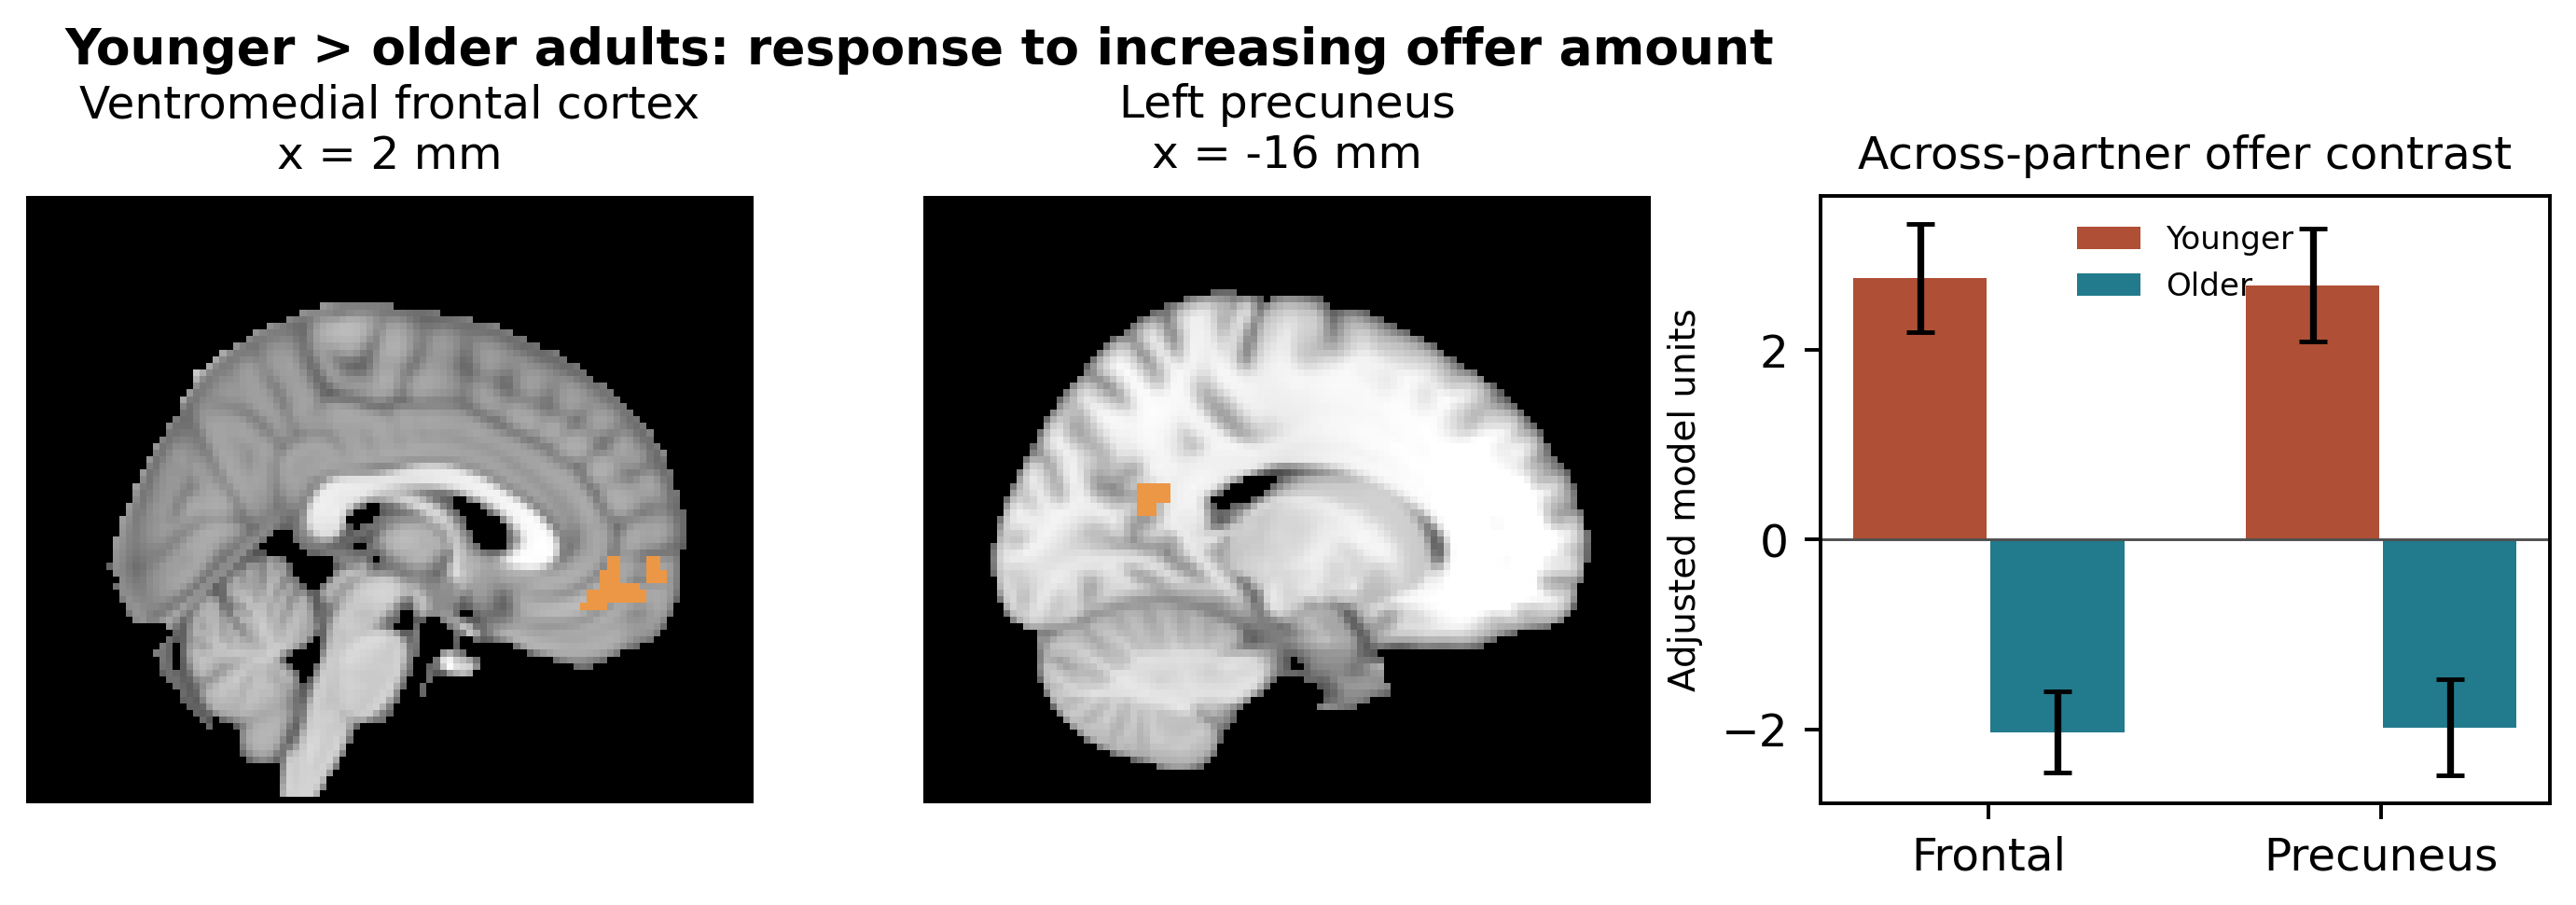 Younger > older adults: response to increasing offer amount
Ventromedial frontal cortex
x = 2 mm
Left precuneus
x = -16 mm
Across-partner offer contrast
Adjusted model units
2
0
−2
Younger
Older
Frontal
Precuneus